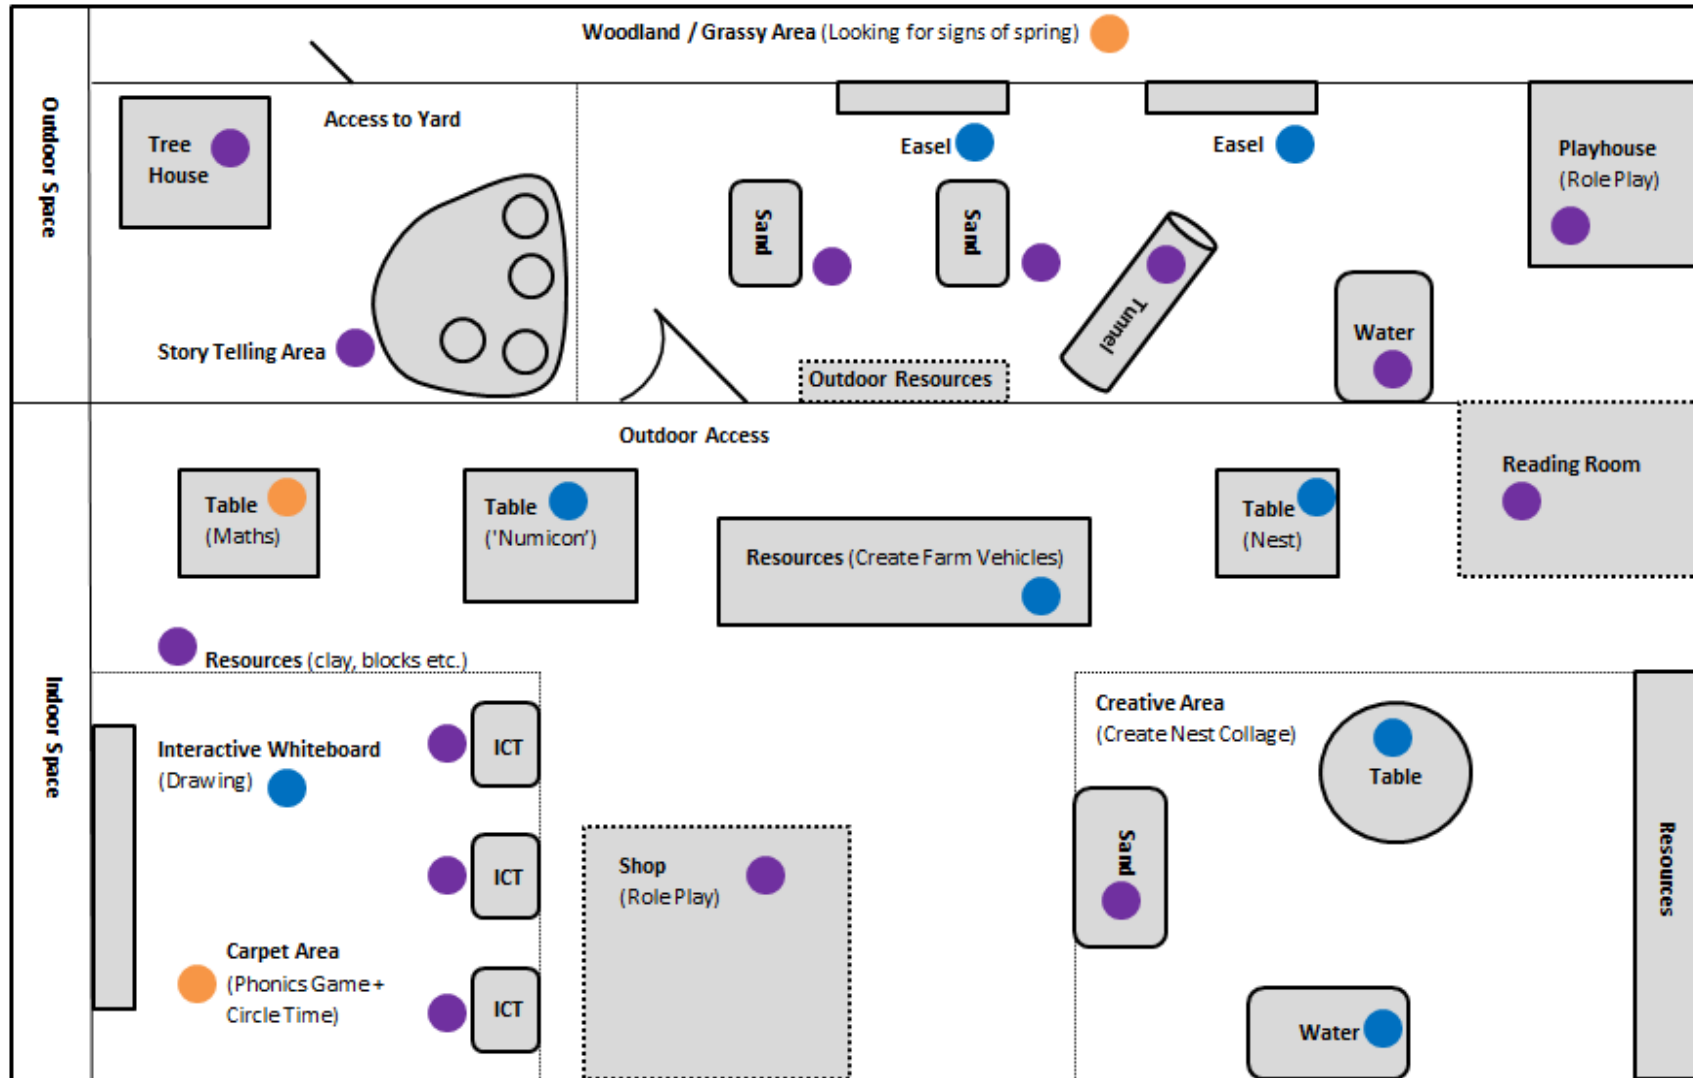 Woodland / Grassy Area (Looking for signs of spring)
Outdoor Space
Access to Yard
Tree
House
Easel
Easel
Playhouse
(Role Play)
Sand
Sand
Tunnel
Water
Story Telling Area
Outdoor Resources
Outdoor Access
Indoor Space
Table
(Maths)
Table
('Numicon')
Resources (Create Farm Vehicles)
Table
(Nest)
Reading Room
Resources (clay, blocks etc.)
Interactive Whiteboard
(Drawing)
ICT
ICT
ICT
Carpet Area
(Phonics Game +
Circle Time)
Shop
(Role Play)
Creative Area
(Create Nest Collage)
Table
Sand
Water
Resources